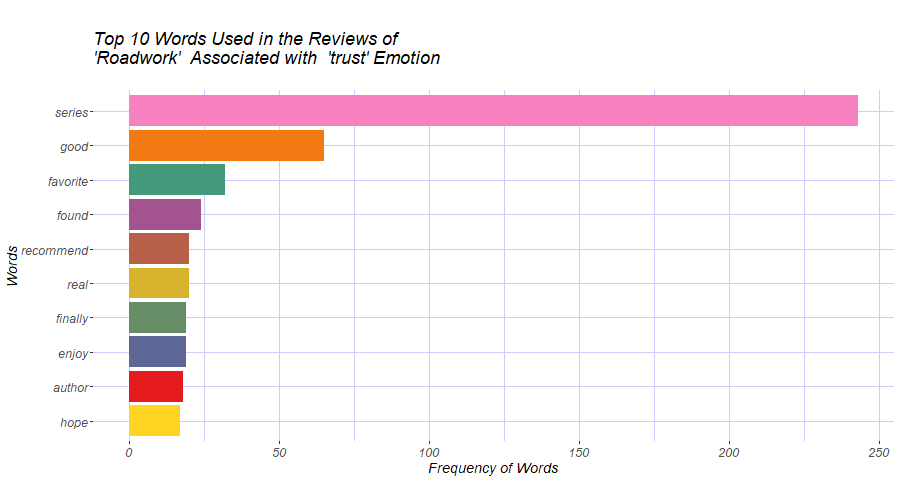 Top 10 Words Used in the Reviews of
'Roadwork'  Associated with  'trust' Emotion
series
good
favorite
found
recommend
real
finally
enjoy
author
hope
Words
0 50 100 150 200 250
Frequency of Words